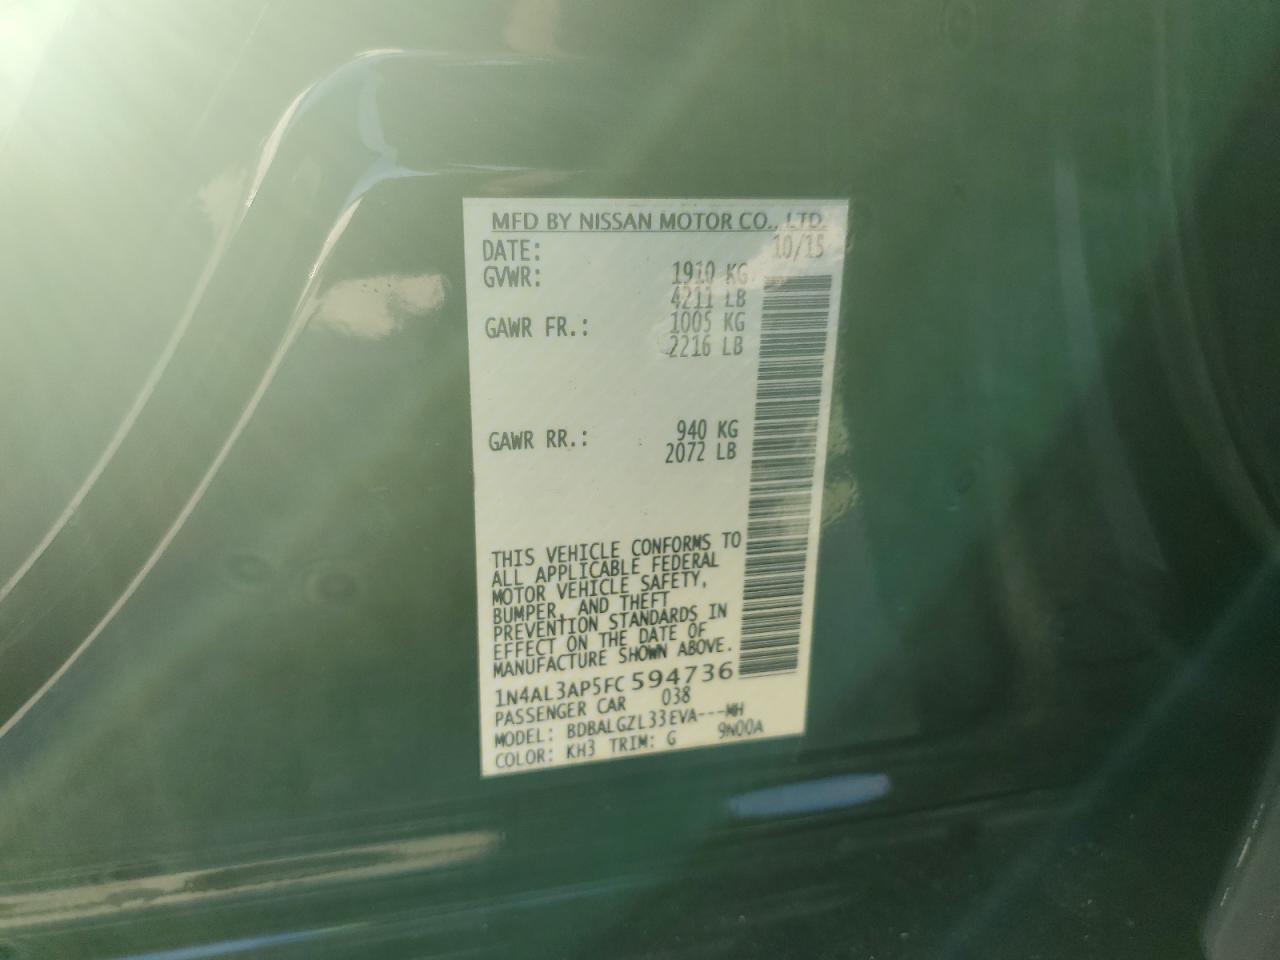 MFD BY NISSAN MOTOR CO., LTD.
DATE: 10/15
GVWR: 1910 KG
4211 LB
GAWR FR.: 1005 KG
2216 LB
GAWR RR.: 940 KG
2072 LB
THIS VEHICLE CONFORMS TO
ALL APPLICABLE FEDERAL
MOTOR VEHICLE SAFETY,
BUMPER, AND THEFT
PREVENTION STANDARDS IN
EFFECT ON THE DATE OF
MANUFACTURE SHOWN ABOVE.
1N4AL3AP5FC594736
PASSENGER CAR 038
MODEL: BDBALGZL33EVA---MH
COLOR: KH3 TRIM: G 9N00A